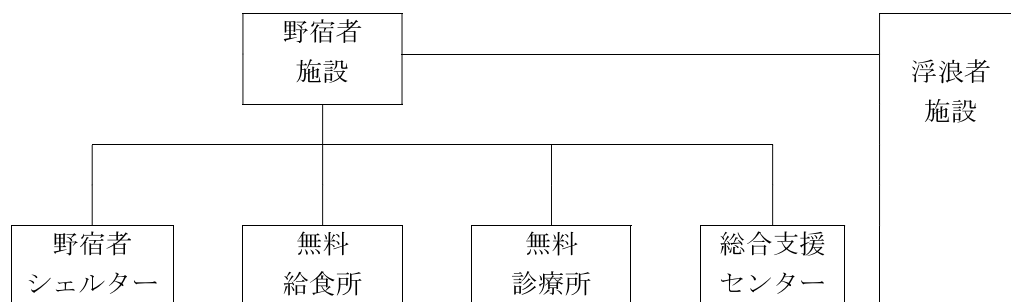 野宿者
施設
浮浪者
施設
野宿者
シェルター
無料
給食所
無料
診療所
総合支援
センター